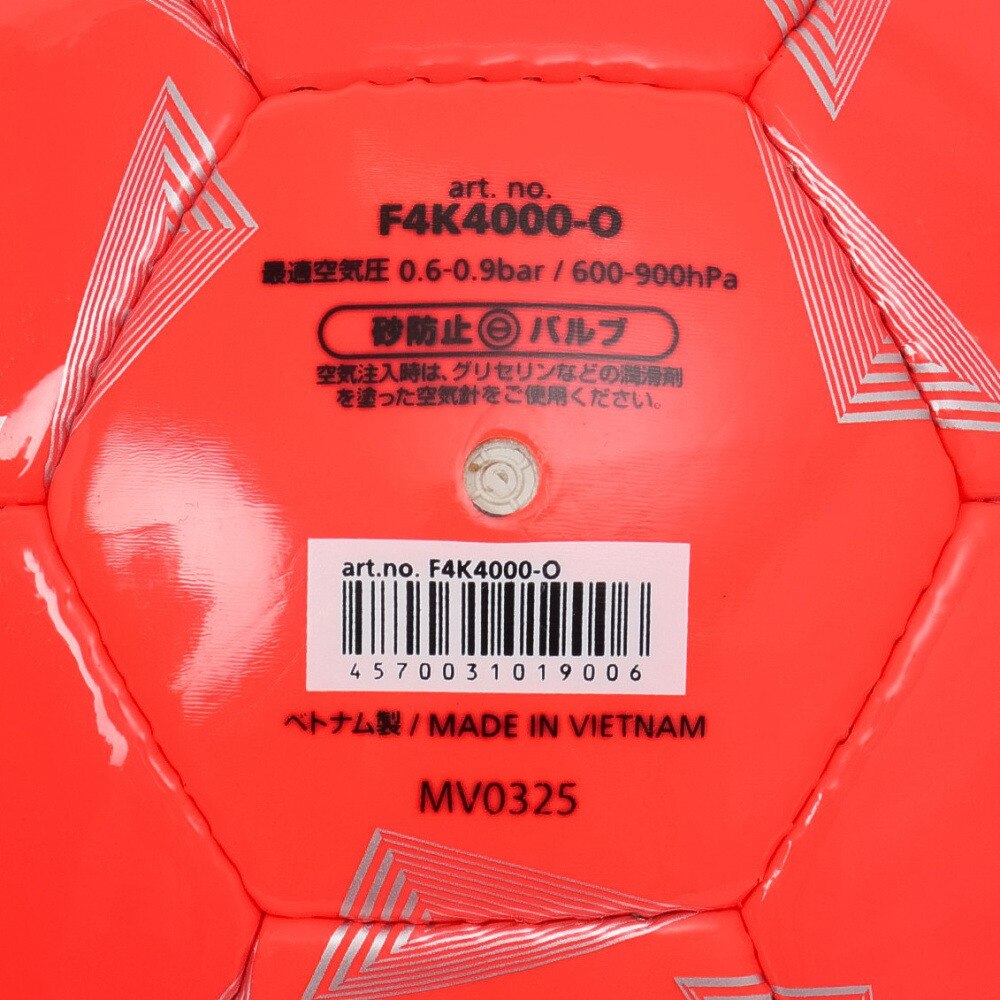 art. no.
F4K4000-O
最適空気圧 0.6-0.9bar / 600-900hPa
砂防止 バルブ
空気注入時は、グリセリンなどの潤滑剤
を塗った空気針をご使用ください。
art.no. F4K4000-O
4570031019006
ベトナム製 / MADE IN VIETNAM
MV0325